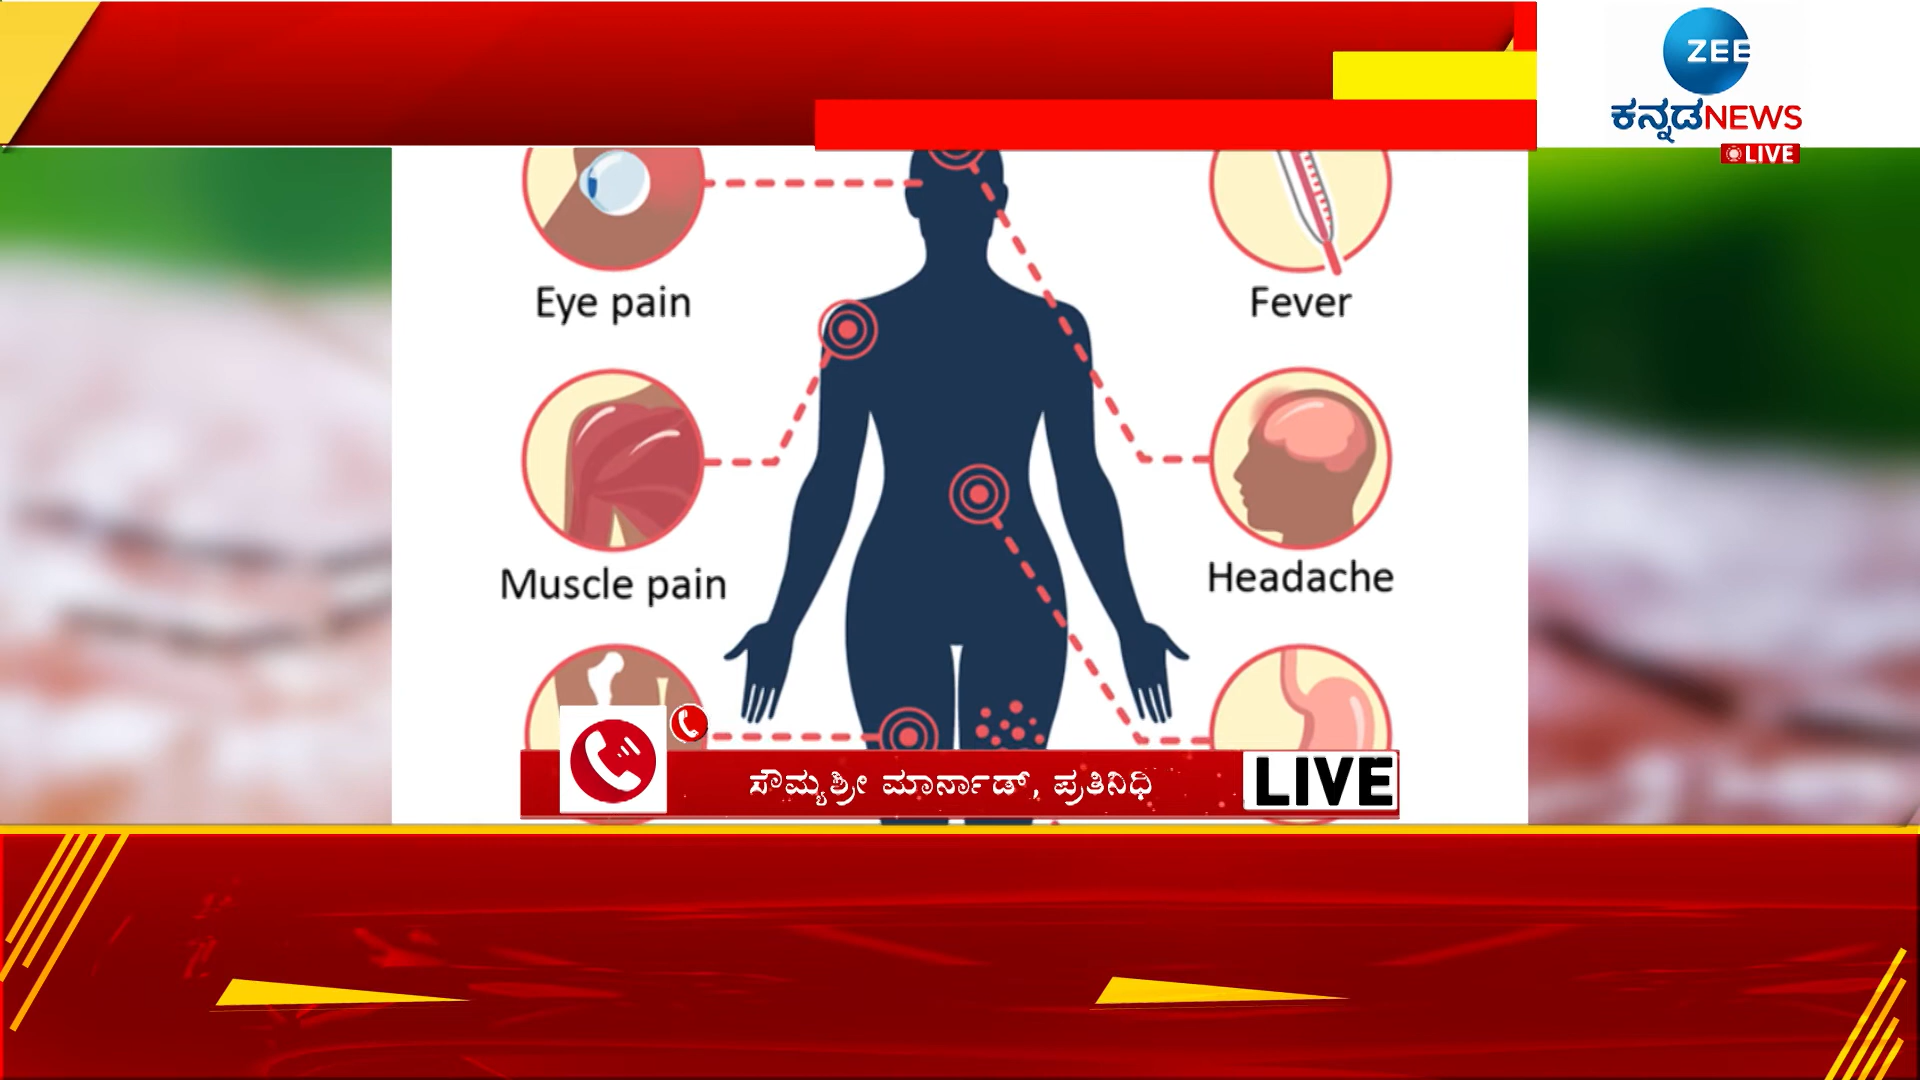 ZEE
ಕನ್ನಡNEWS
LIVE
Eye pain
Fever
Muscle pain
Headache
ಸೌಮ್ಯಶ್ರೀ ಮಾರ್ನಾಡ್, ಪ್ರತಿನಿಧಿ
LIVE